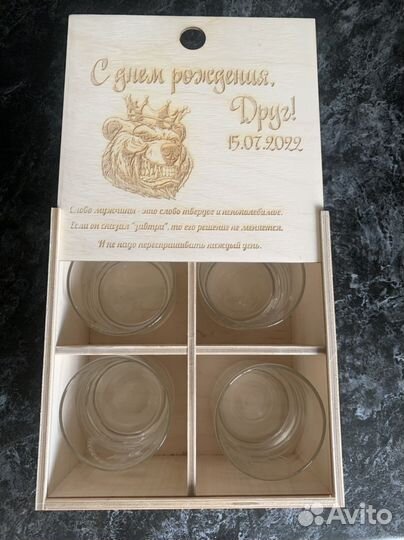 С днем рождения,
Друг!
15.07.2022
Слово мужчины - это слово твердое и непоколебимое.
Если он сказал "завтра", то его решение не меняется,
И не надо переспрашивать каждый день.
Avito